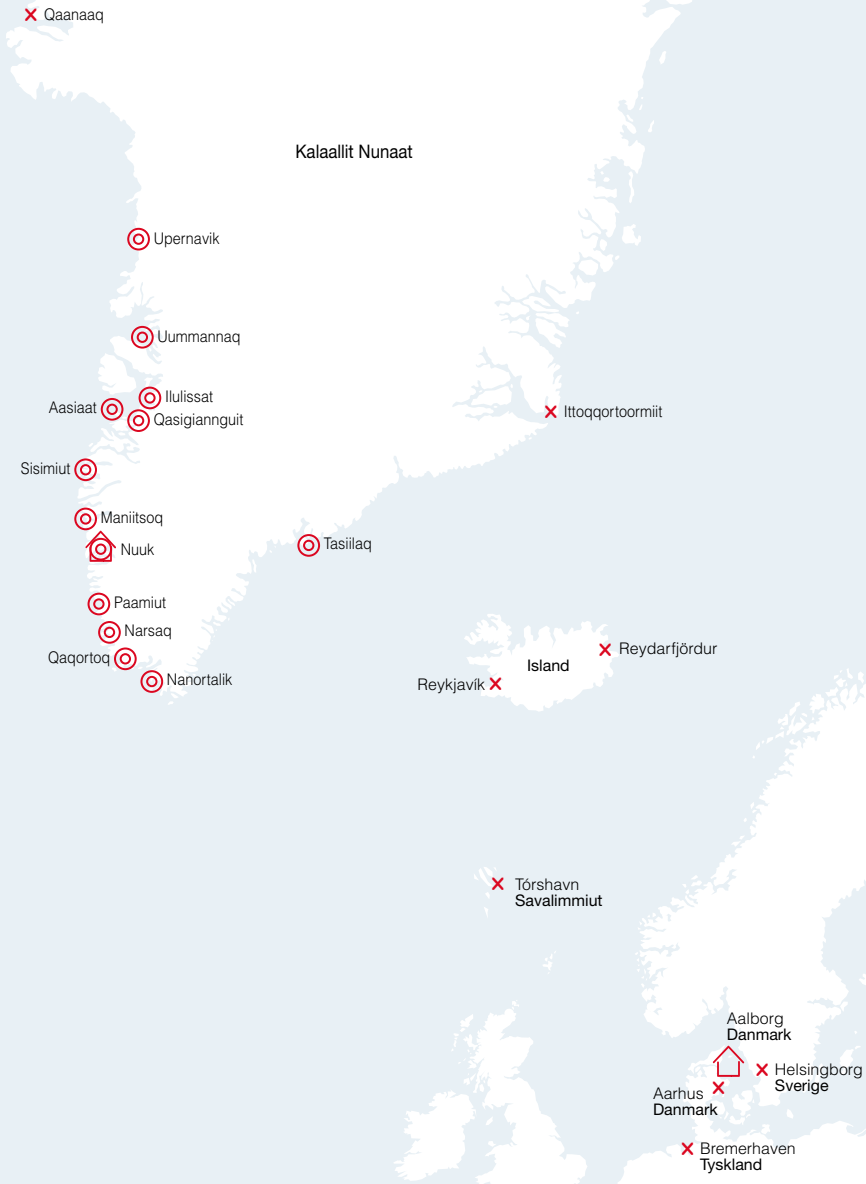 Qaanaaq
Kalaallit Nunaat
Upernavik
Uummannaq
Ilulissat
Aasiaat
Qasigiannguit
Ittoqqortoormiit
Sisimiut
Maniitsoq
Nuuk
Tasiilaq
Paamiut
Narsaq
Qaqortoq
Nanortalik
Reydarfjördur
Island
Reykjavík
Tórshavn
Savalimmiut
Aalborg
Danmark
Helsingborg
Sverige
Aarhus
Danmark
Bremerhaven
Tyskland